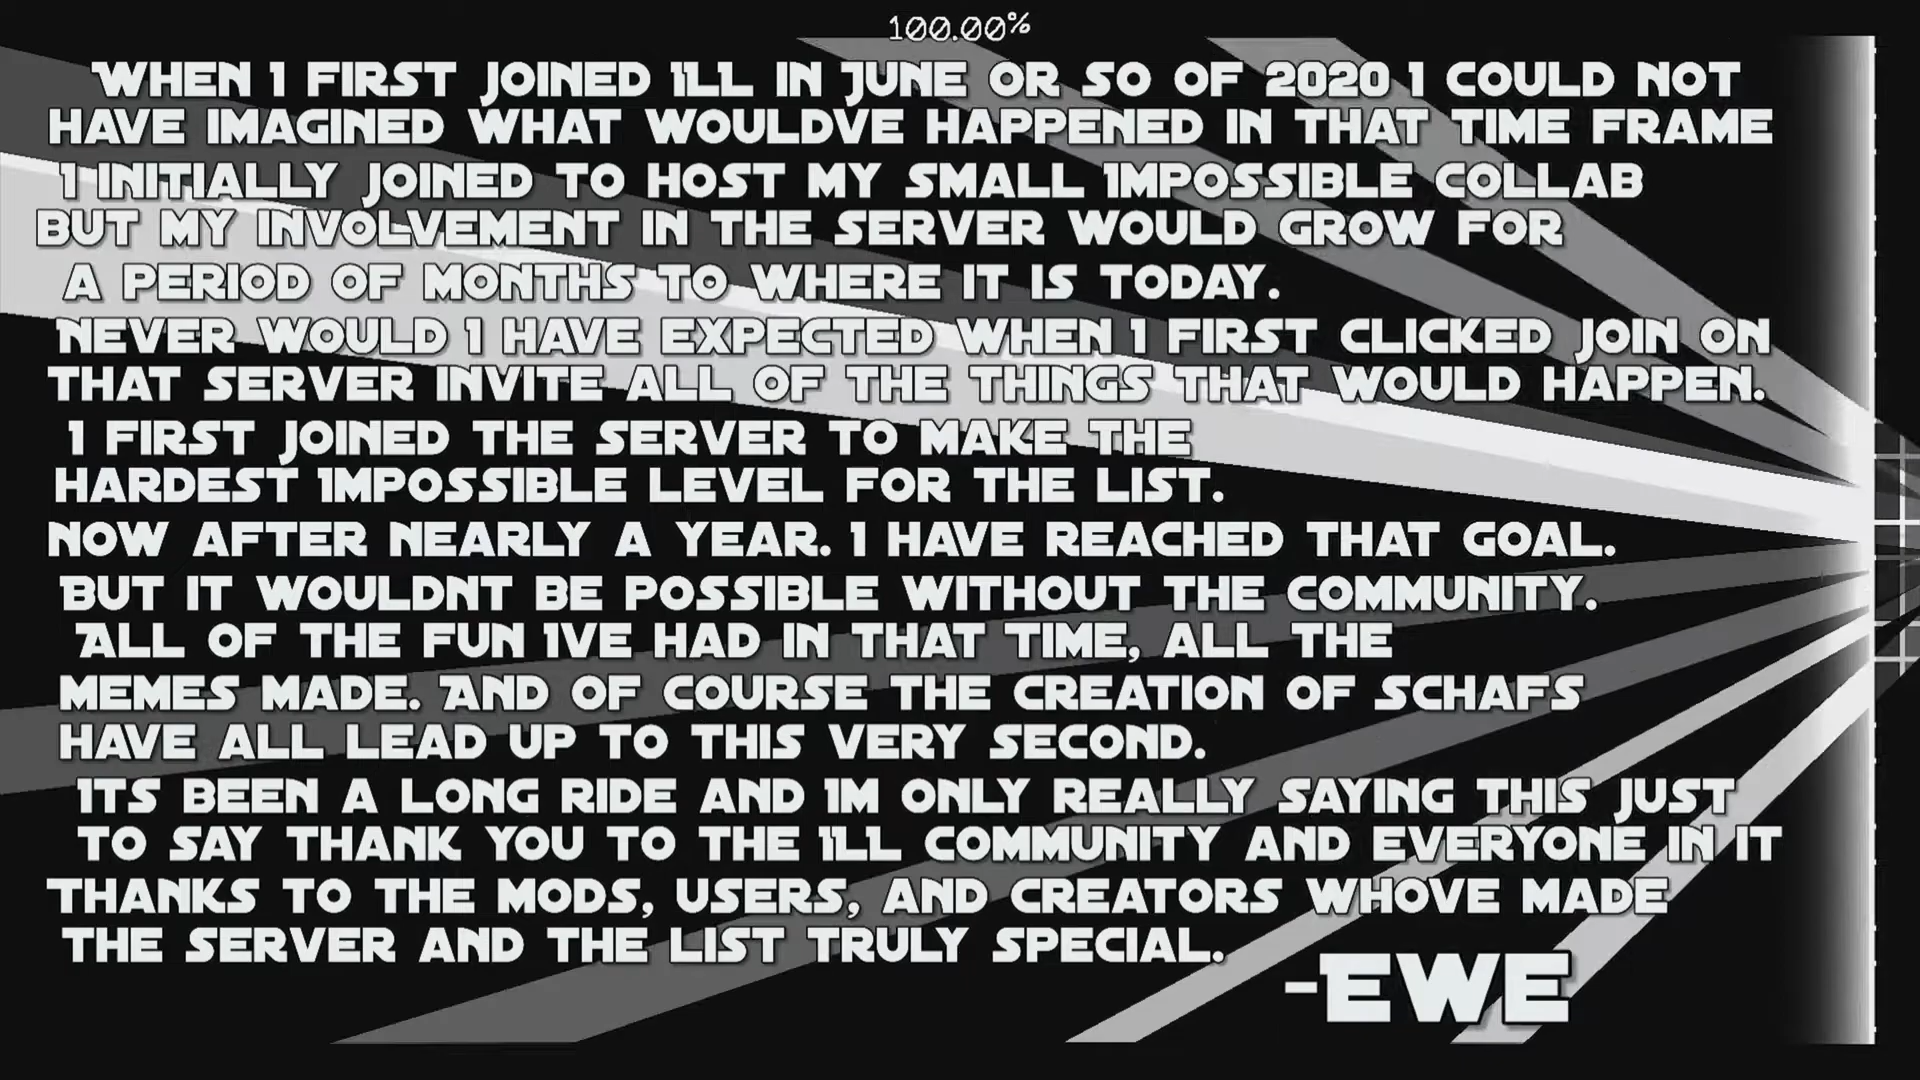 100.00%
WHEN I FIRST JOINED ILL IN JUNE OR SO OF 2020 I COULD NOT
HAVE IMAGINED WHAT WOULDVE HAPPENED IN THAT TIME FRAME
I INITIALLY JOINED TO HOST MY SMALL IMPOSSIBLE COLLAB
BUT MY INVOLVEMENT IN THE SERVER WOULD GROW FOR
A PERIOD OF MONTHS TO WHERE IT IS TODAY.
NEVER WOULD I HAVE EXPECTED WHEN I FIRST CLICKED JOIN ON
THAT SERVER INVITE ALL OF THE THINGS THAT WOULD HAPPEN.
I FIRST JOINED THE SERVER TO MAKE THE
HARDEST IMPOSSIBLE LEVEL FOR THE LIST.
NOW AFTER NEARLY A YEAR. I HAVE REACHED THAT GOAL.
BUT IT WOULDNT BE POSSIBLE WITHOUT THE COMMUNITY.
ALL OF THE FUN IVE HAD IN THAT TIME, ALL THE
MEMES MADE. AND OF COURSE THE CREATION OF SCHAFS
HAVE ALL LEAD UP TO THIS VERY SECOND.
ITS BEEN A LONG RIDE AND IM ONLY REALLY SAYING THIS JUST
TO SAY THANK YOU TO THE ILL COMMUNITY AND EVERYONE IN IT
THANKS TO THE MODS, USERS, AND CREATORS WHOVE MADE
THE SERVER AND THE LIST TRULY SPECIAL.
-EWE